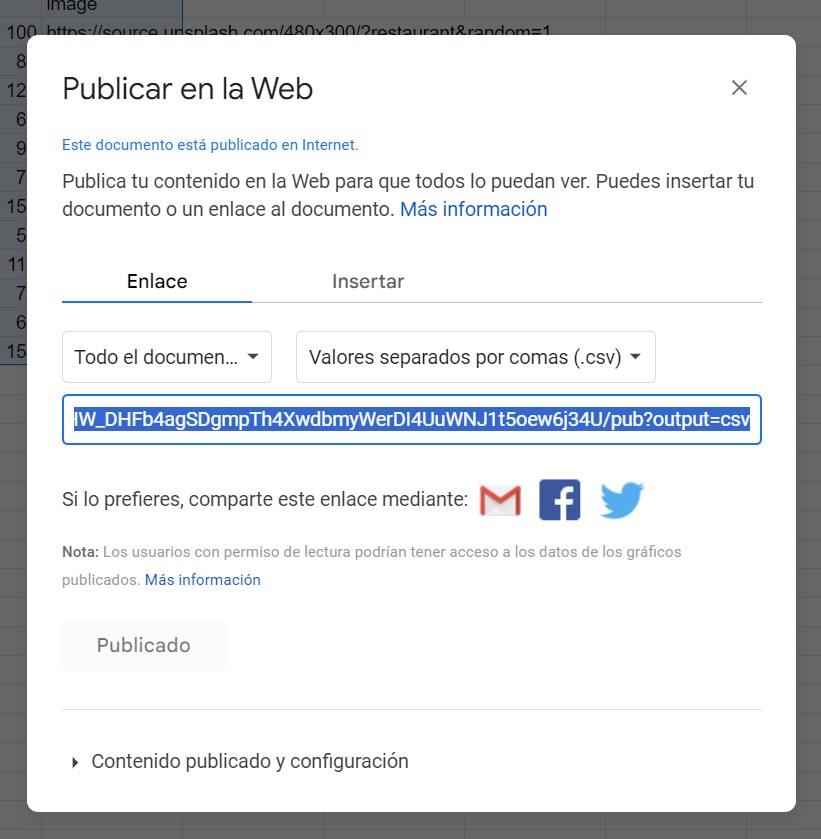 image
100 https://source.unsplash.com/480x300/?restaurant&random=1
8
12
6
9
7
15
5
11
7
6
15
Publicar en la Web
Este documento está publicado en Internet.
Publica tu contenido en la Web para que todos lo puedan ver. Puedes insertar tu
documento o un enlace al documento. Más información
Enlace Insertar
Todo el documen... Valores separados por comas (.csv)
W_DHFb4agSDgmpTh4XwdbmyWerDI4UuWNJ1t5oew6j34U/pub?output=csv
Si lo prefieres, comparte este enlace mediante:
Nota: Los usuarios con permiso de lectura podrían tener acceso a los datos de los gráficos
publicados. Más información
Publicado
Contenido publicado y configuración